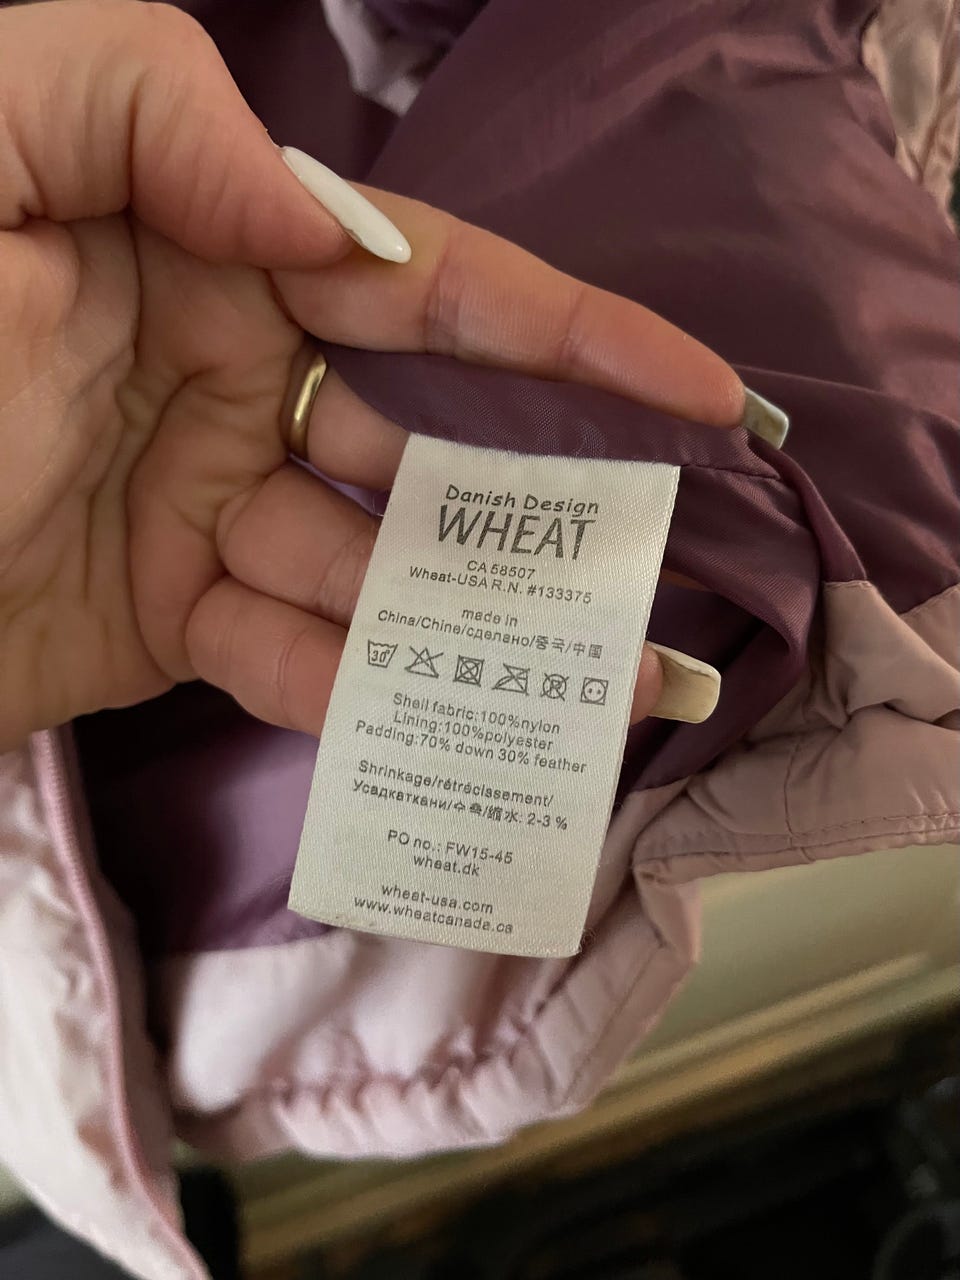 Danish Design
WHEAT
CA 58507
Wheat-USA R.N. #133375
made in
China/Chine/сделано/중국/中国
30°
Shell fabric:100%nylon
Lining:100%polyester
Padding:70% down 30% feather
Shrinkage/rétrécissement/
Усадкаткани/수축/縮水: 2-3 %
PO no.: FW15-45
wheat.dk
wheat-usa.com
www.wheatcanada.ca